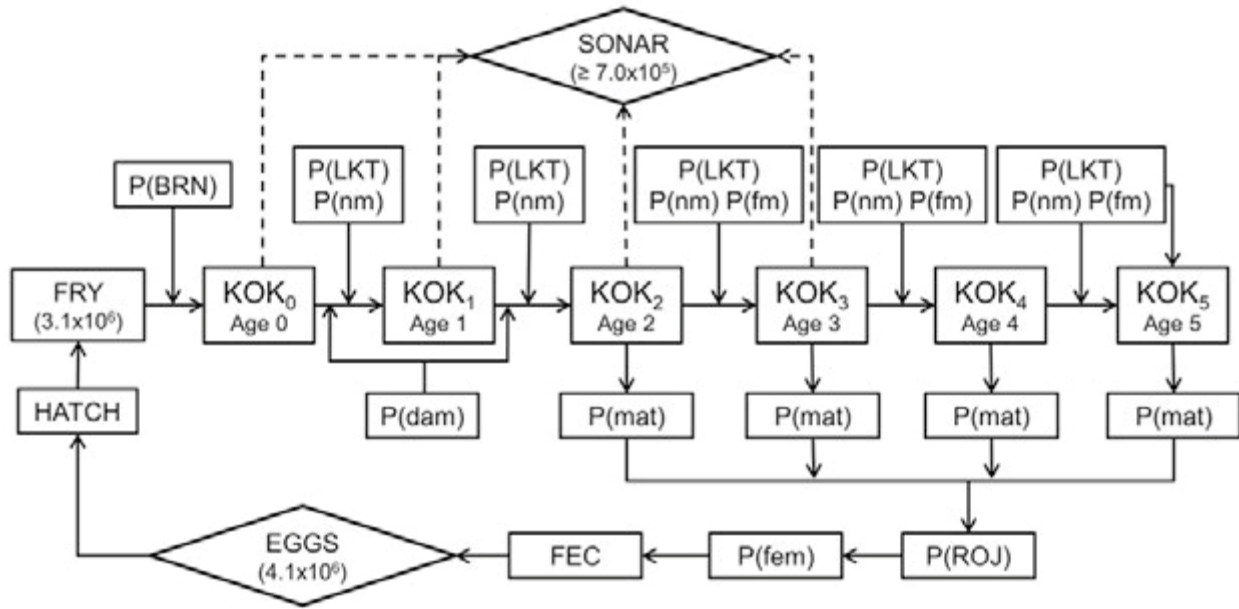 SONAR
(≥ 7.0x10⁵)
P(BRN)
P(LKT)
P(nm)
P(LKT)
P(nm)
P(LKT)
P(nm) P(fm)
P(LKT)
P(nm) P(fm)
P(LKT)
P(nm) P(fm)
FRY
(3.1x10⁶)
KOK₀
Age 0
KOK₁
Age 1
KOK₂
Age 2
KOK₃
Age 3
KOK₄
Age 4
KOK₅
Age 5
HATCH
P(dam)
P(mat)
P(mat)
P(mat)
P(mat)
EGGS
(4.1x10⁶)
FEC
P(fem)
P(ROJ)